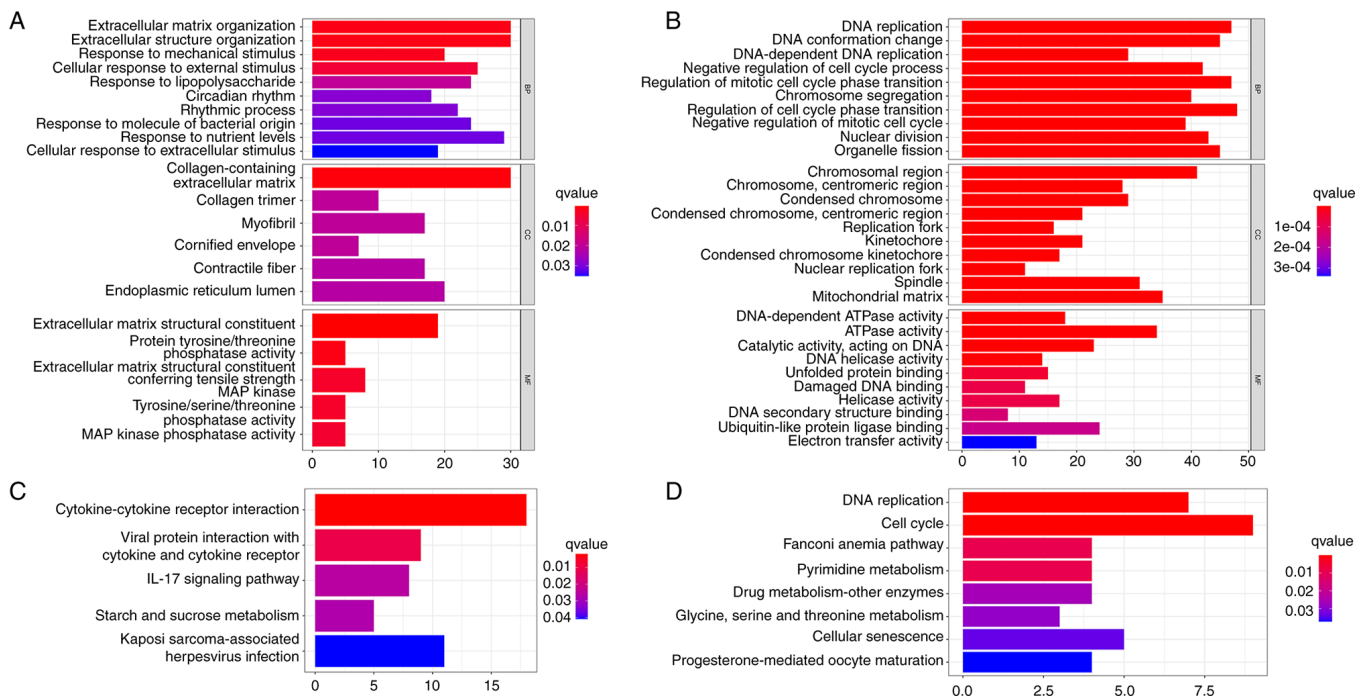 A
Extracellular matrix organization
Extracellular structure organization
Response to mechanical stimulus
Cellular response to external stimulus
Response to lipopolysaccharide
Circadian rhythm
Rhythmic process
Response to molecule of bacterial origin
Response to nutrient levels
Cellular response to extracellular stimulus
BP
Collagen-containing
extracellular matrix
Collagen trimer
Myofibril
Cornified envelope
Contractile fiber
Endoplasmic reticulum lumen
CC
Extracellular matrix structural constituent
Protein tyrosine/threonine
phosphatase activity
Extracellular matrix structural constituent
conferring tensile strength
MAP kinase
Tyrosine/serine/threonine
phosphatase activity
MAP kinase phosphatase activity
MF
0 10 20 30
qvalue
0.01
0.02
0.03
B
DNA replication
DNA conformation change
DNA-dependent DNA replication
Negative regulation of cell cycle process
Regulation of mitotic cell cycle phase transition
Chromosome segregation
Regulation of cell cycle phase transition
Negative regulation of mitotic cell cycle
Nuclear division
Organelle fission
BP
Chromosomal region
Chromosome, centromeric region
Condensed chromosome
Condensed chromosome, centromeric region
Replication fork
Kinetochore
Condensed chromosome kinetochore
Nuclear replication fork
Spindle
Mitochondrial matrix
CC
DNA-dependent ATPase activity
ATPase activity
Catalytic activity, acting on DNA
DNA helicase activity
Unfolded protein binding
Damaged DNA binding
Helicase activity
DNA secondary structure binding
Ubiquitin-like protein ligase binding
Electron transfer activity
MF
0 10 20 30 40 50
qvalue
1e-04
2e-04
3e-04
C
Cytokine-cytokine receptor interaction
Viral protein interaction with
cytokine and cytokine receptor
IL-17 signaling pathway
Starch and sucrose metabolism
Kaposi sarcoma-associated
herpesvirus infection
0 5 10 15
qvalue
0.01
0.02
0.03
0.04
D
DNA replication
Cell cycle
Fanconi anemia pathway
Pyrimidine metabolism
Drug metabolism-other enzymes
Glycine, serine and threonine metabolism
Cellular senescence
Progesterone-mediated oocyte maturation
0.0 2.5 5.0 7.5
qvalue
0.01
0.02
0.03